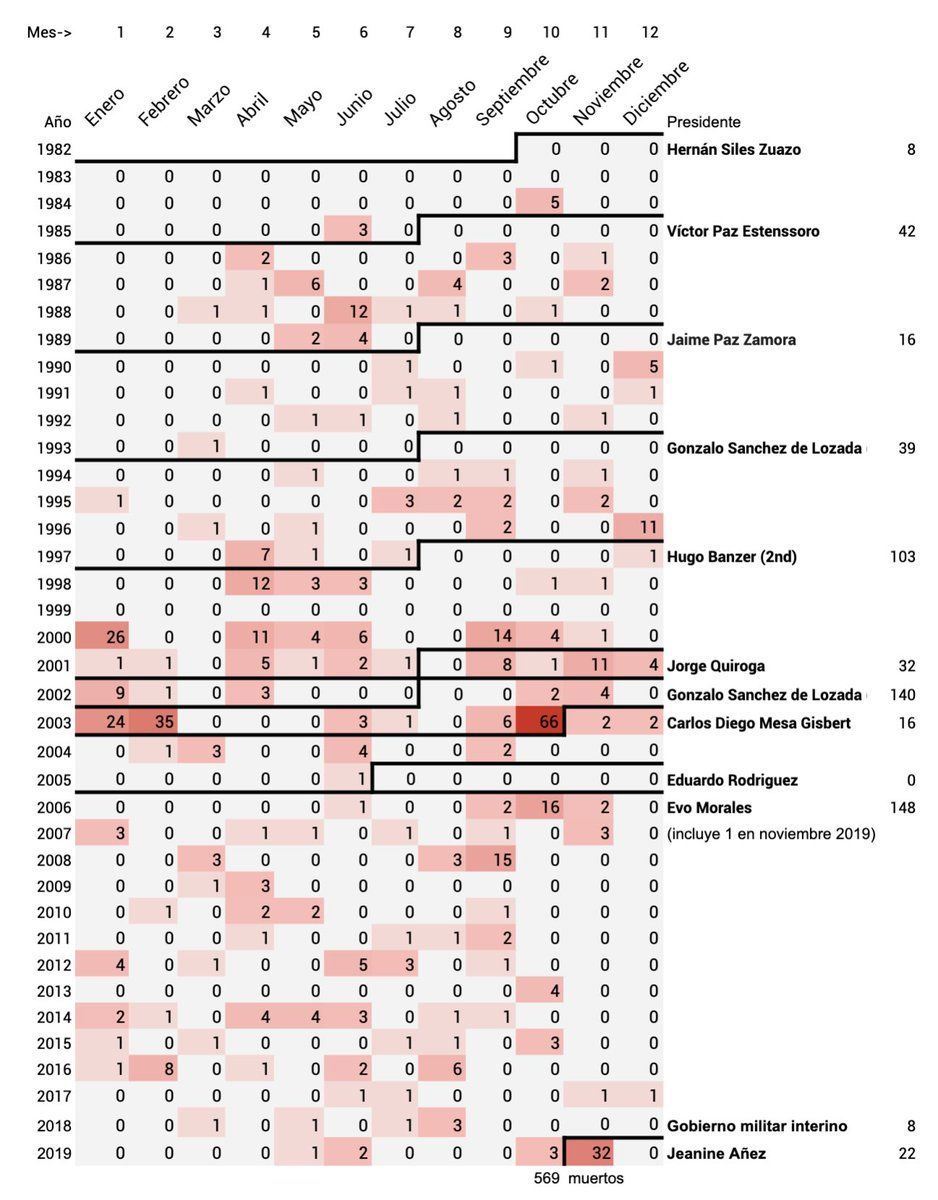 Mes-> 1 2 3 4 5 6 7 8 9 10 11 12
Año Enero Febrero Marzo Abril Mayo Junio Julio Agosto Septiembre Octubre Noviembre Diciembre Presidente
1982 0 0 0 Hernán Siles Zuazo 8
1983 0 0 0 0 0 0 0 0 0 0 0 0
1984 0 0 0 0 0 0 0 0 0 5 0 0
1985 0 0 0 0 0 3 0 0 0 0 0 0 Víctor Paz Estenssoro 42
1986 0 0 0 2 0 0 0 0 3 0 1 0
1987 0 0 0 1 6 0 0 4 0 0 2 0
1988 0 0 1 1 0 12 1 1 0 1 0 0
1989 0 0 0 0 2 4 0 0 0 0 0 0 Jaime Paz Zamora 16
1990 0 0 0 0 0 0 1 0 0 1 0 5
1991 0 0 0 1 0 0 1 1 0 0 0 1
1992 0 0 0 0 1 1 0 1 0 0 1 0
1993 0 0 1 0 0 0 0 0 0 0 0 0 Gonzalo Sanchez de Lozada 39
1994 0 0 0 0 1 0 0 1 1 0 1 0
1995 1 0 0 0 0 0 3 2 2 0 2 0
1996 0 0 1 0 1 0 0 0 2 0 0 11
1997 0 0 0 7 1 0 1 0 0 0 0 1 Hugo Banzer (2nd) 103
1998 0 0 0 12 3 3 0 0 0 1 1 0
1999 0 0 0 0 0 0 0 0 0 0 0 0
2000 26 0 0 11 4 6 0 0 14 4 1 0
2001 1 1 0 5 1 2 1 0 8 1 11 4 Jorge Quiroga 32
2002 9 1 0 3 0 0 0 0 0 2 4 0 Gonzalo Sanchez de Lozada 140
2003 24 35 0 0 0 3 1 0 6 66 2 2 Carlos Diego Mesa Gisbert 16
2004 0 1 3 0 0 4 0 0 2 0 0 0
2005 0 0 0 0 0 1 0 0 0 0 0 0 Eduardo Rodriguez 0
2006 0 0 0 0 0 1 0 0 2 16 2 0 Evo Morales 148
2007 3 0 0 1 1 0 1 0 1 0 3 0 (incluye 1 en noviembre 2019)
2008 0 0 3 0 0 0 0 3 15 0 0 0
2009 0 0 1 3 0 0 0 0 0 0 0 0
2010 0 1 0 2 2 0 0 0 1 0 0 0
2011 0 0 0 1 0 0 1 1 2 0 0 0
2012 4 0 1 0 0 5 3 0 1 0 0 0
2013 0 0 0 0 0 0 0 0 0 4 0 0
2014 2 1 0 4 4 3 0 1 1 0 0 0
2015 1 0 1 0 0 0 1 1 0 3 0 0
2016 1 8 0 1 0 2 0 6 0 0 0 0
2017 0 0 0 0 0 1 1 0 0 0 1 1
2018 0 0 1 0 1 0 1 3 0 0 0 0 Gobierno militar interino 8
2019 0 0 0 0 1 2 0 0 0 3 32 0 Jeanine Añez 22
569 muertos